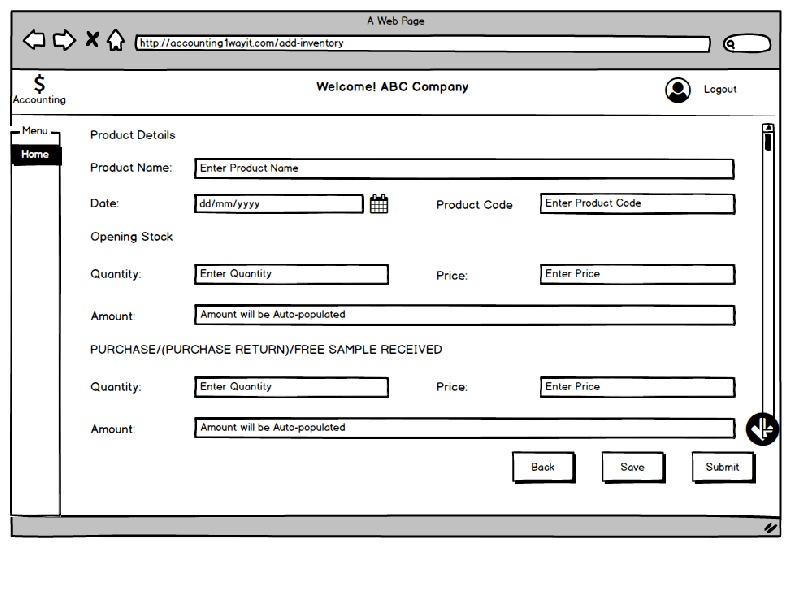 A Web Page
http://accounting1wayit.com/add-inventory
$
Accounting
Welcome! ABC Company
Logout
Menu
Home
Product Details
Product Name: Enter Product Name
Date: dd/mm/yyyy Product Code Enter Product Code
Opening Stock
Quantity: Enter Quantity Price: Enter Price
Amount: Amount will be Auto-populated
PURCHASE/(PURCHASE RETURN)/FREE SAMPLE RECEIVED
Quantity: Enter Quantity Price: Enter Price
Amount: Amount will be Auto-populated
Back Save Submit